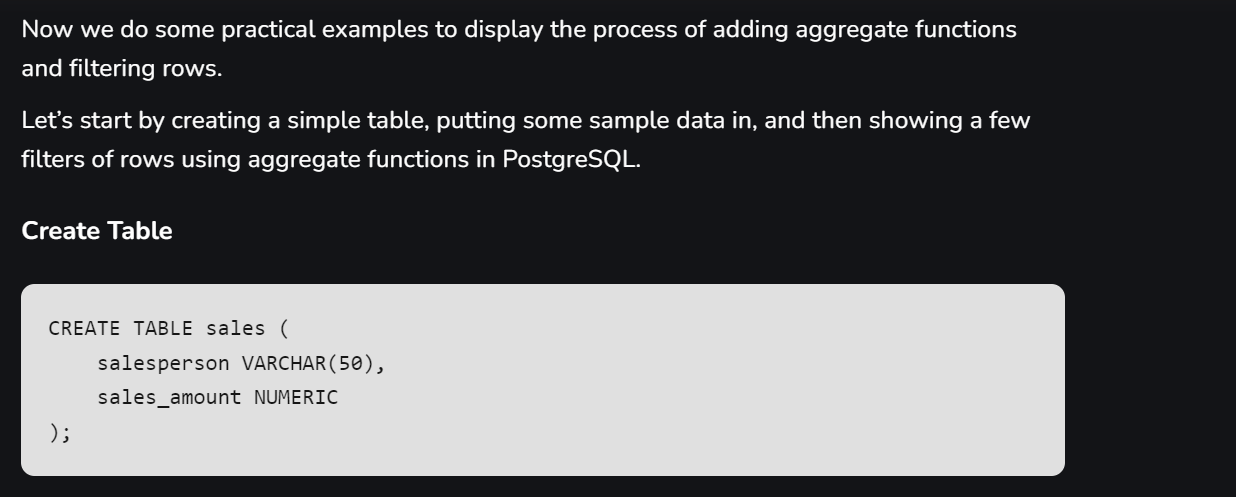 Now we do some practical examples to display the process of adding aggregate functions
and filtering rows.
Let’s start by creating a simple table, putting some sample data in, and then showing a few
filters of rows using aggregate functions in PostgreSQL.
Create Table
CREATE TABLE sales (
    salesperson VARCHAR(50),
    sales_amount NUMERIC
);